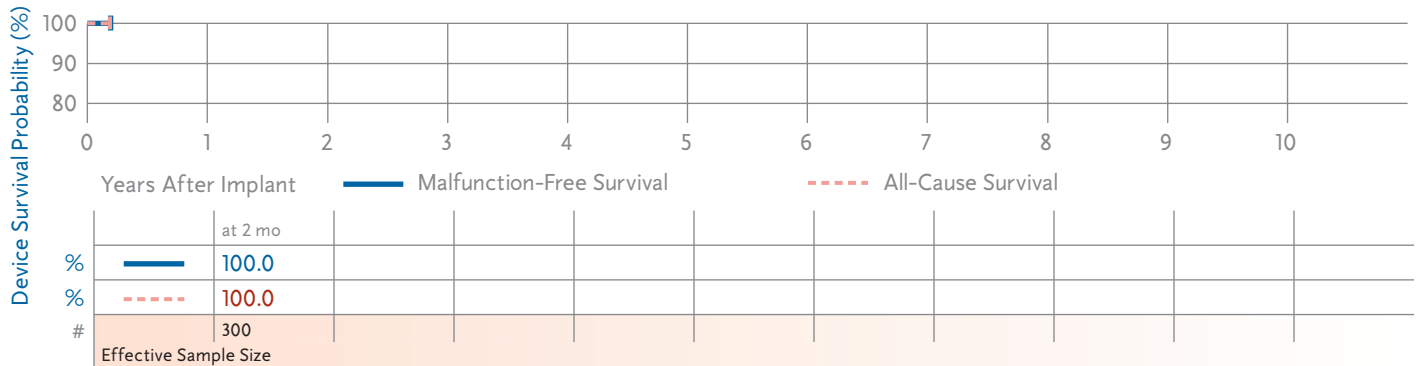 Device Survival Probability (%)
100
90
80
0 1 2 3 4 5 6 7 8 9 10
Years After Implant Malfunction-Free Survival All-Cause Survival
at 2 mo
% 100.0
% 100.0
# 300
Effective Sample Size